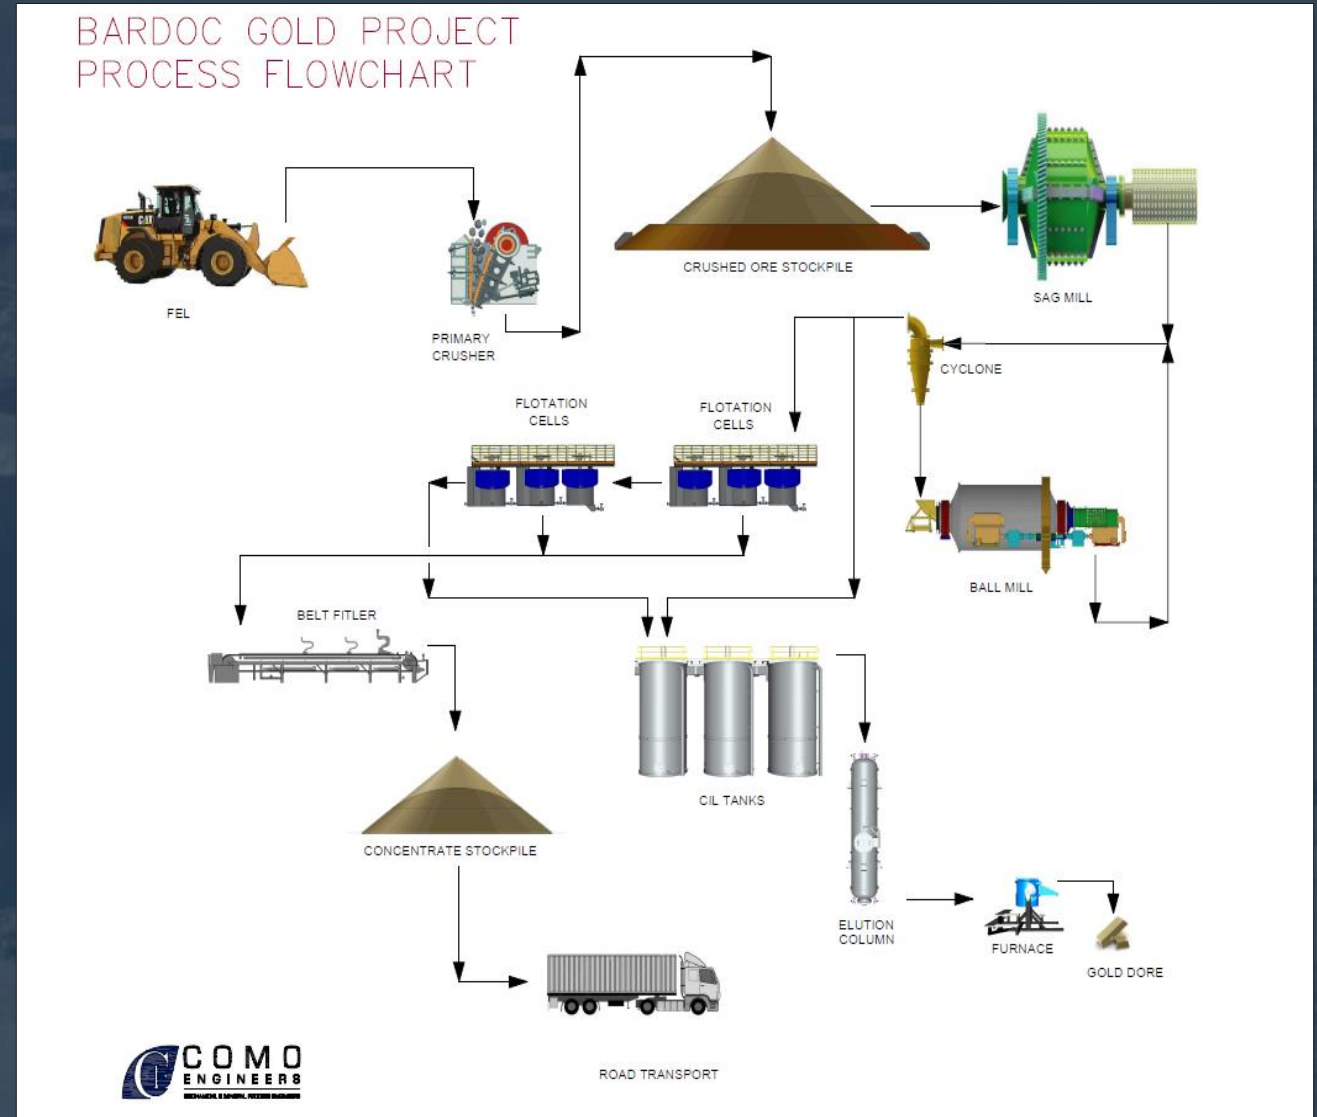 BARDOC GOLD PROJECT
PROCESS FLOWCHART
CAT
FEL
PRIMARY
CRUSHER
CRUSHED ORE STOCKPILE
SAG MILL
CYCLONE
FLOTATION
CELLS
FLOTATION
CELLS
BALL MILL
BELT FITLER
CIL TANKS
CONCENTRATE STOCKPILE
ELUTION
COLUMN
FURNACE
GOLD DORE
ROAD TRANSPORT
COMO
ENGINEERS